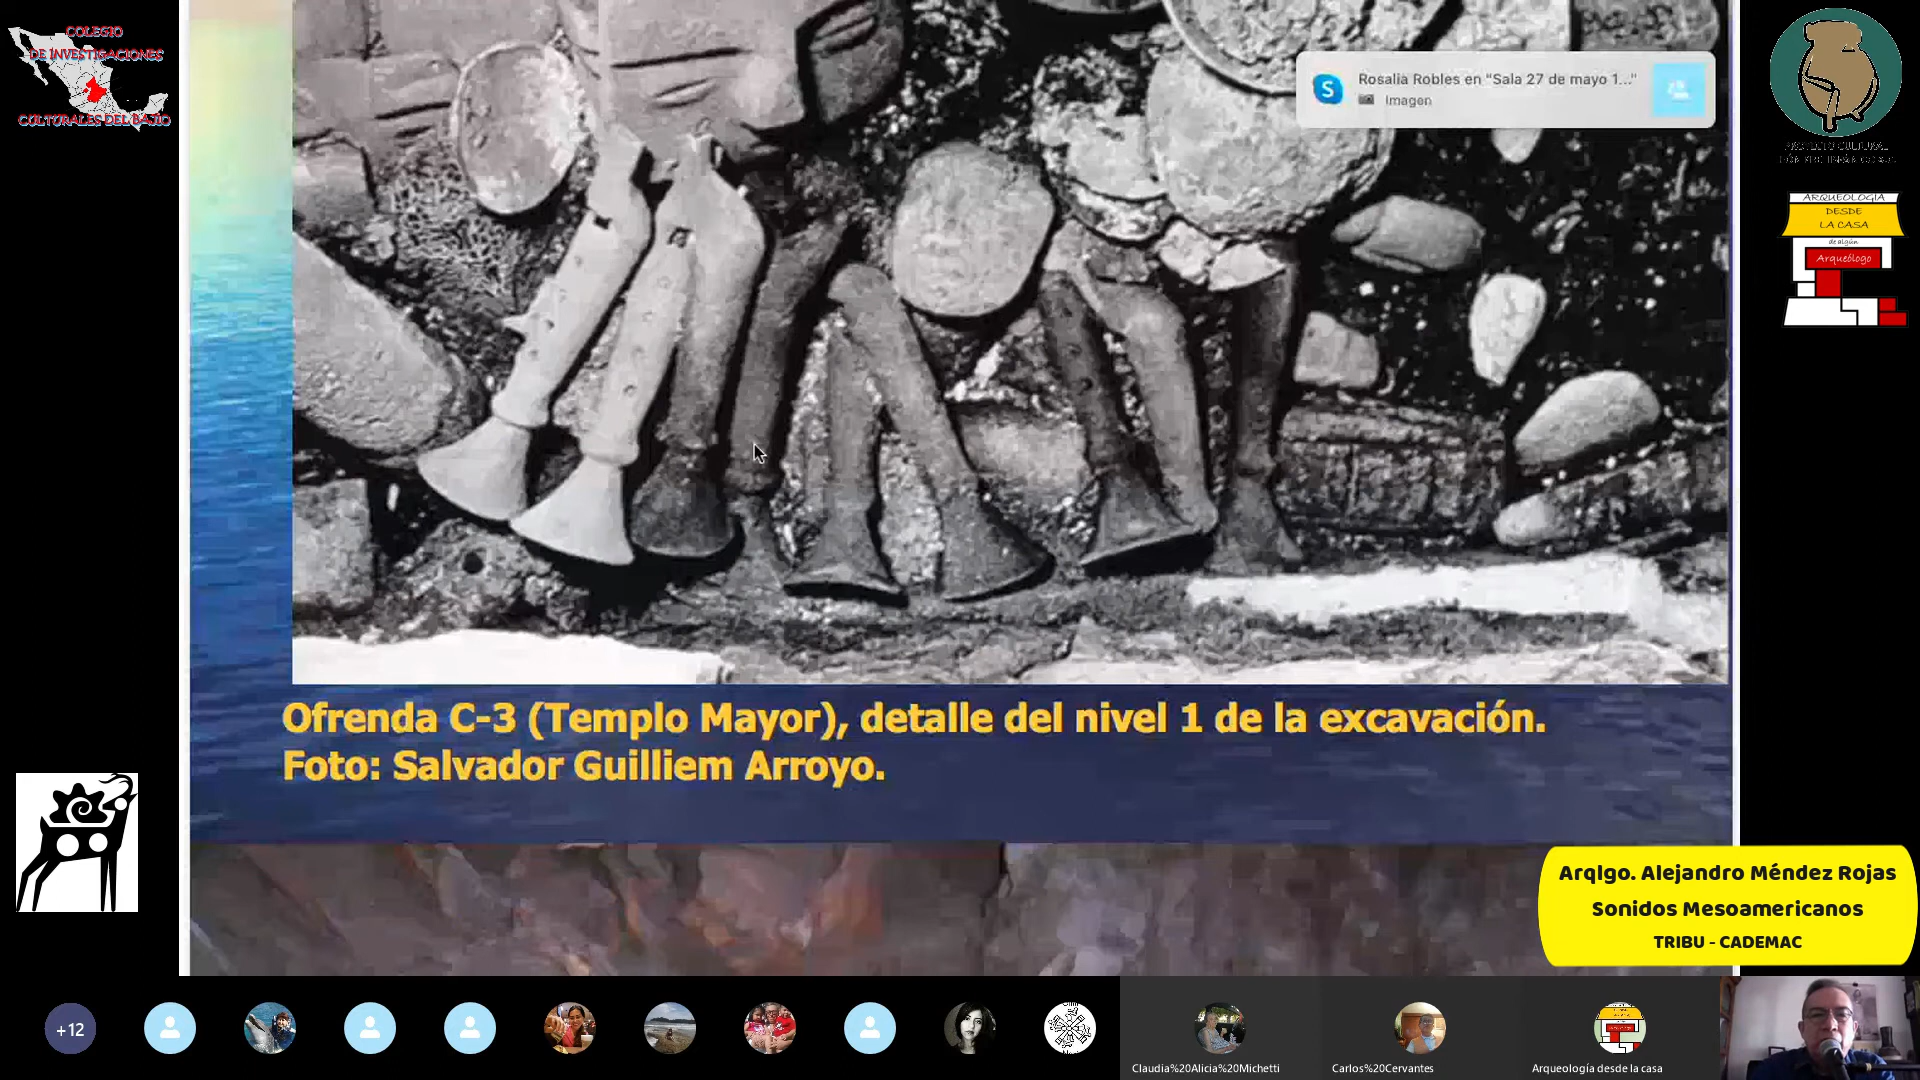 COLEGIO
DE INVESTIGACIONES
CULTURALES DEL BAJÍO
Rosalia Robles en "Sala 27 de mayo 1..."
Imagen
ARQUEOLOGÍA
DESDE
LA CASA
de algún
Arqueólogo
Ofrenda C-3 (Templo Mayor), detalle del nivel 1 de la excavación.
Foto: Salvador Guilliem Arroyo.
Arqlgo. Alejandro Méndez Rojas
Sonidos Mesoamericanos
TRIBU - CADEMAC
+12
Claudia%20Alicia%20Michetti
Carlos%20Cervantes
Arqueología desde la casa